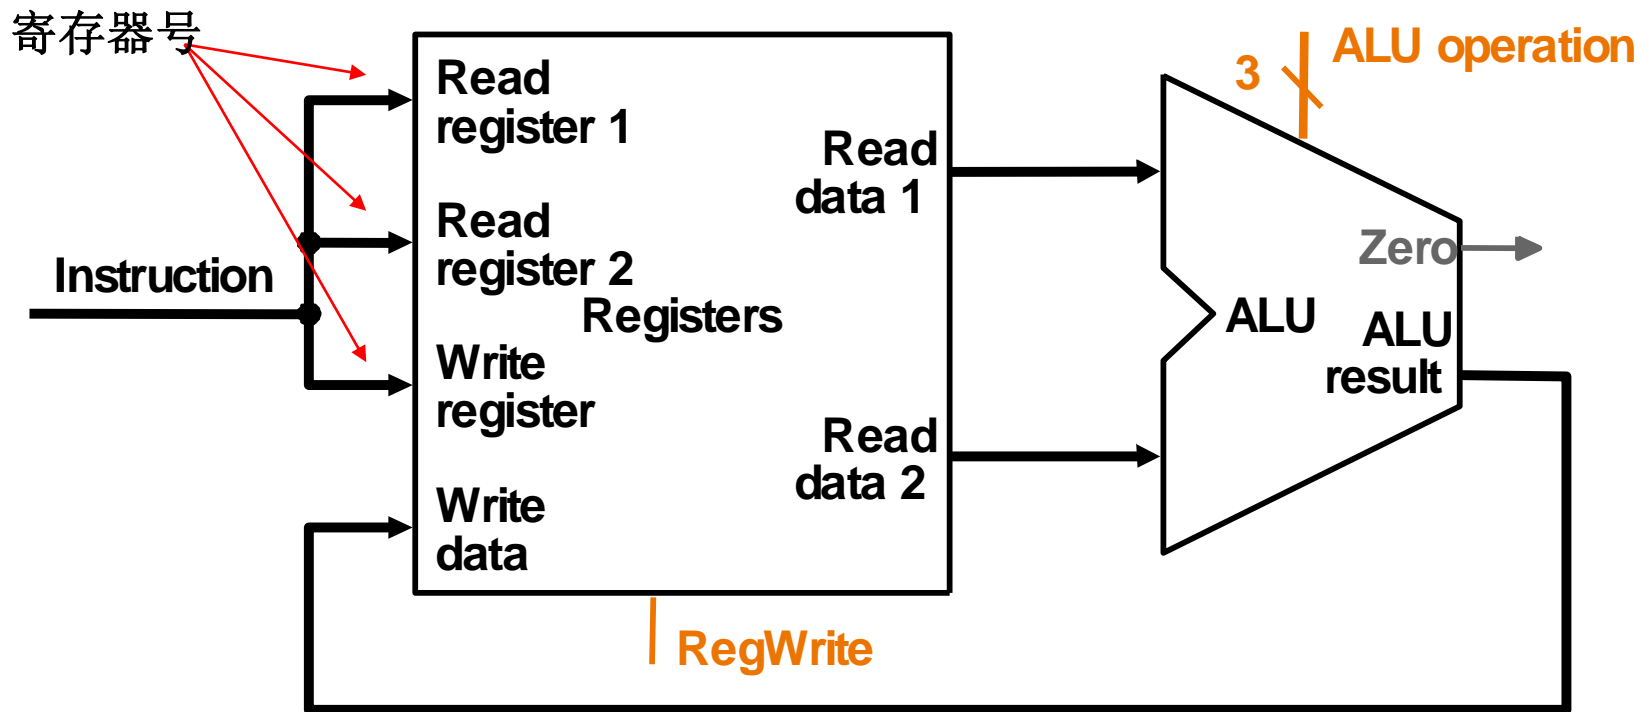 寄存器号
Read
register 1
Read
register 2
Instruction
Registers
Write
register
Write
data
Read
data 1
Read
data 2
RegWrite
3
ALU operation
Zero
ALU
ALU
result